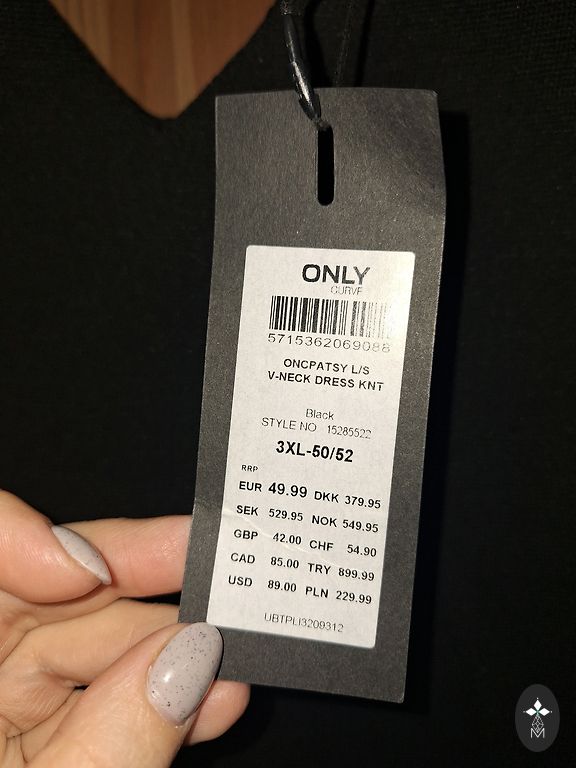 ONLY
CURVE
5715362069088
ONCPATSY L/S
V-NECK DRESS KNT
Black
STYLE NO 15285522
3XL-50/52
RRP
EUR 49.99 DKK 379.95
SEK 529.95 NOK 549.95
GBP 42.00 CHF 54.90
CAD 85.00 TRY 899.99
USD 89.00 PLN 229.99
UBTPLI3209312
M